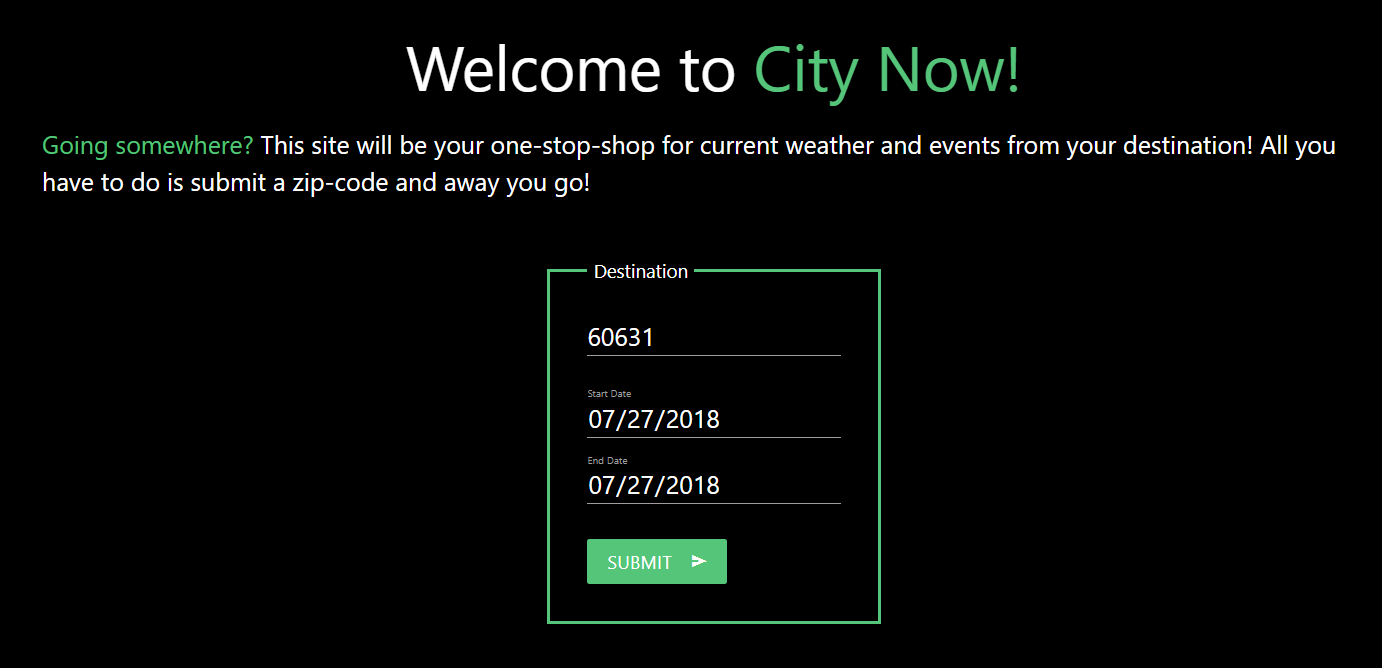 Welcome to City Now!
Going somewhere? This site will be your one-stop-shop for current weather and events from your destination! All you
have to do is submit a zip-code and away you go!
Destination
60631
Start Date
07/27/2018
End Date
07/27/2018
SUBMIT